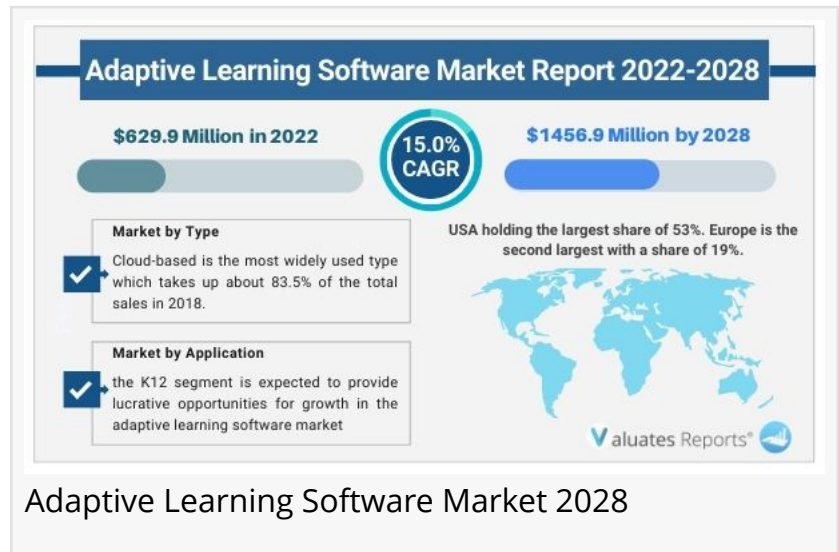 Adaptive Learning Software Market Report 2022-2028
$629.9 Million in 2022
15.0%
CAGR
$1456.9 Million by 2028
Market by Type
Cloud-based is the most widely used type
which takes up about 83.5% of the total
sales in 2018.
Market by Application
the K12 segment is expected to provide
lucrative opportunities for growth in the
adaptive learning software market
USA holding the largest share of 53%. Europe is the
second largest with a share of 19%.
Valuates Reports®
Adaptive Learning Software Market 2028